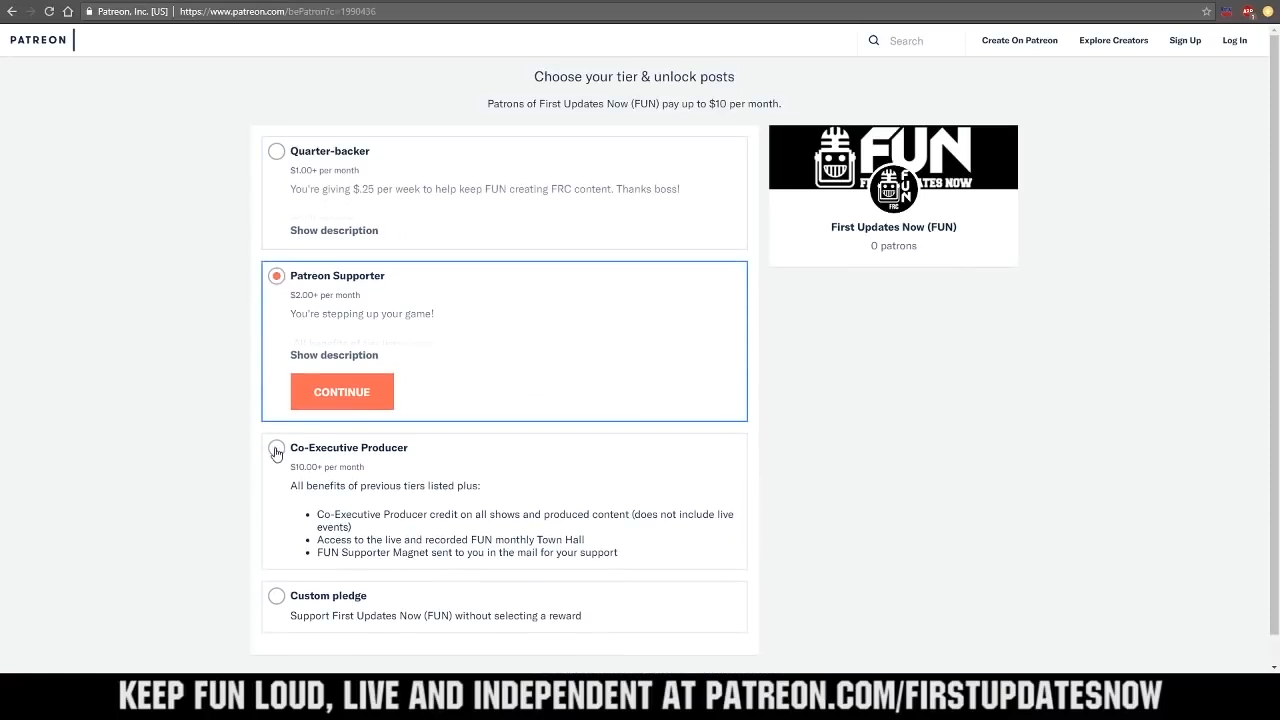 Patreon, Inc. [US] | https://www.patreon.com/bePatron?c=1990436
PATREON
Search
Create On Patreon
Explore Creators
Sign Up
Log In
Choose your tier & unlock posts
Patrons of First Updates Now (FUN) pay up to $10 per month.
Quarter-backer
$1.00+ per month
You're giving $.25 per week to help keep FUN creating FRC content. Thanks boss!
Show description
Patreon Supporter
$2.00+ per month
You're stepping up your game!
Show description
CONTINUE
Co-Executive Producer
$10.00+ per month
All benefits of previous tiers listed plus:
• Co-Executive Producer credit on all shows and produced content (does not include live
events)
• Access to the live and recorded FUN monthly Town Hall
• FUN Supporter Magnet sent to you in the mail for your support
Custom pledge
Support First Updates Now (FUN) without selecting a reward
FUN
TES NOW
FUN
FRC
First Updates Now (FUN)
0 patrons
KEEP FUN LOUD, LIVE AND INDEPENDENT AT PATREON.COM/FIRSTUPDATESNOW